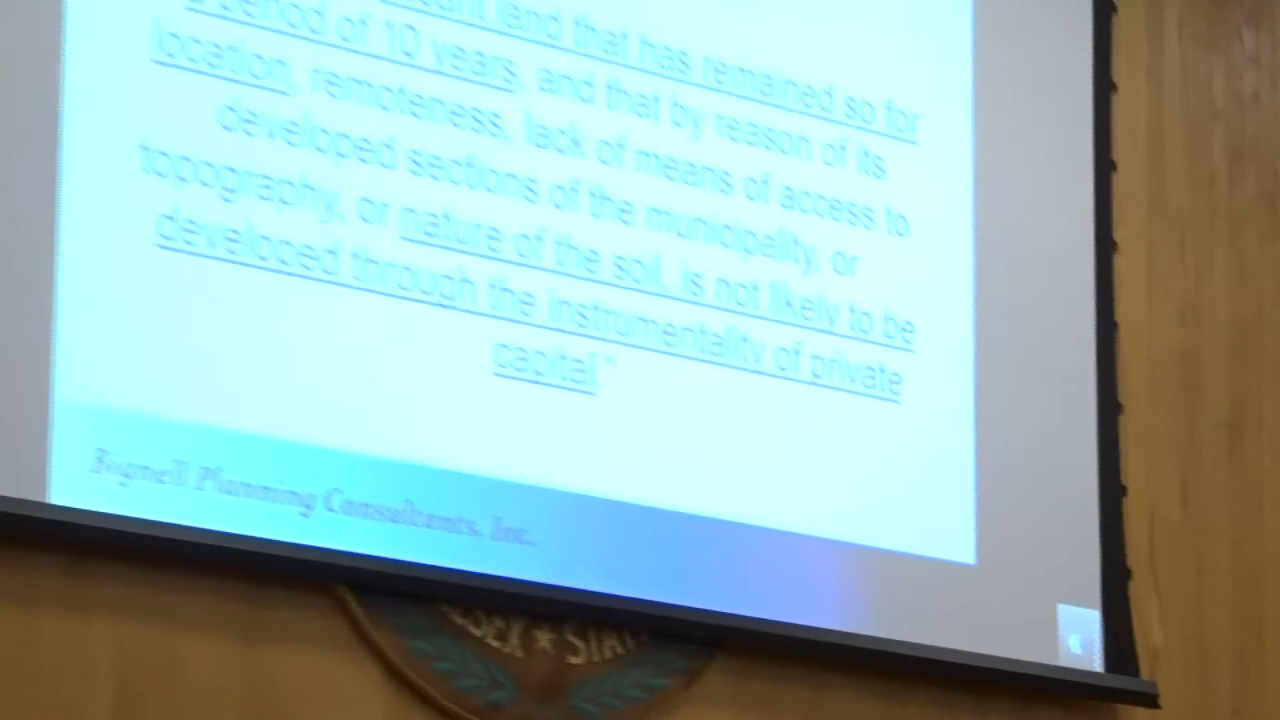 land that has remained so for
a period of 10 years, and that by reason of its
location, remoteness, lack of means of access to
developed sections of the municipality, or
topography, or nature of the soil, is not likely to be
developed through the instrumentality of private
capital."
Bignell Planning Consultants, Inc.
SEX ★ STAT